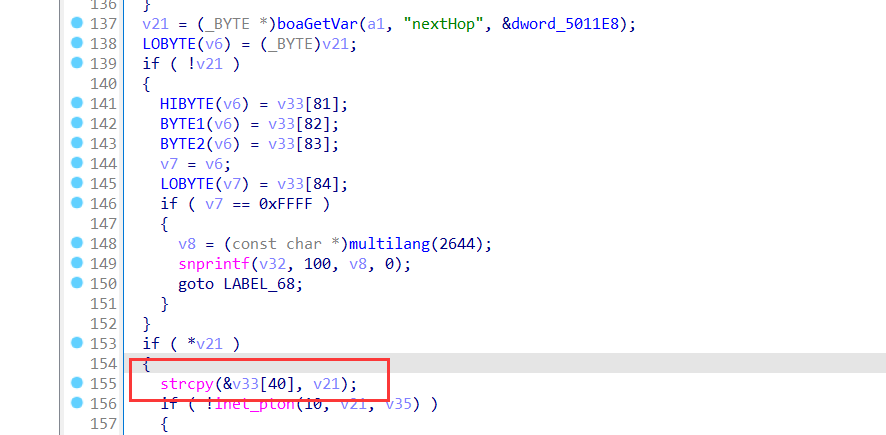 136 }
137 v21 = (_BYTE *)boaGetVar(a1, "nextHop", &dword_5011E8);
138 LOBYTE(v6) = (_BYTE)v21;
139 if ( !v21 )
140 {
141 HIBYTE(v6) = v33[81];
142 BYTE1(v6) = v33[82];
143 BYTE2(v6) = v33[83];
144 v7 = v6;
145 LOBYTE(v7) = v33[84];
146 if ( v7 == 0xFFFF )
147 {
148 v8 = (const char *)multilang(2644);
149 snprintf(v32, 100, v8, 0);
150 goto LABEL_68;
151 }
152 }
153 if ( *v21 )
154 {
155 strcpy(&v33[40], v21);
156 if ( !inet_pton(10, v21, v35) )
157 {